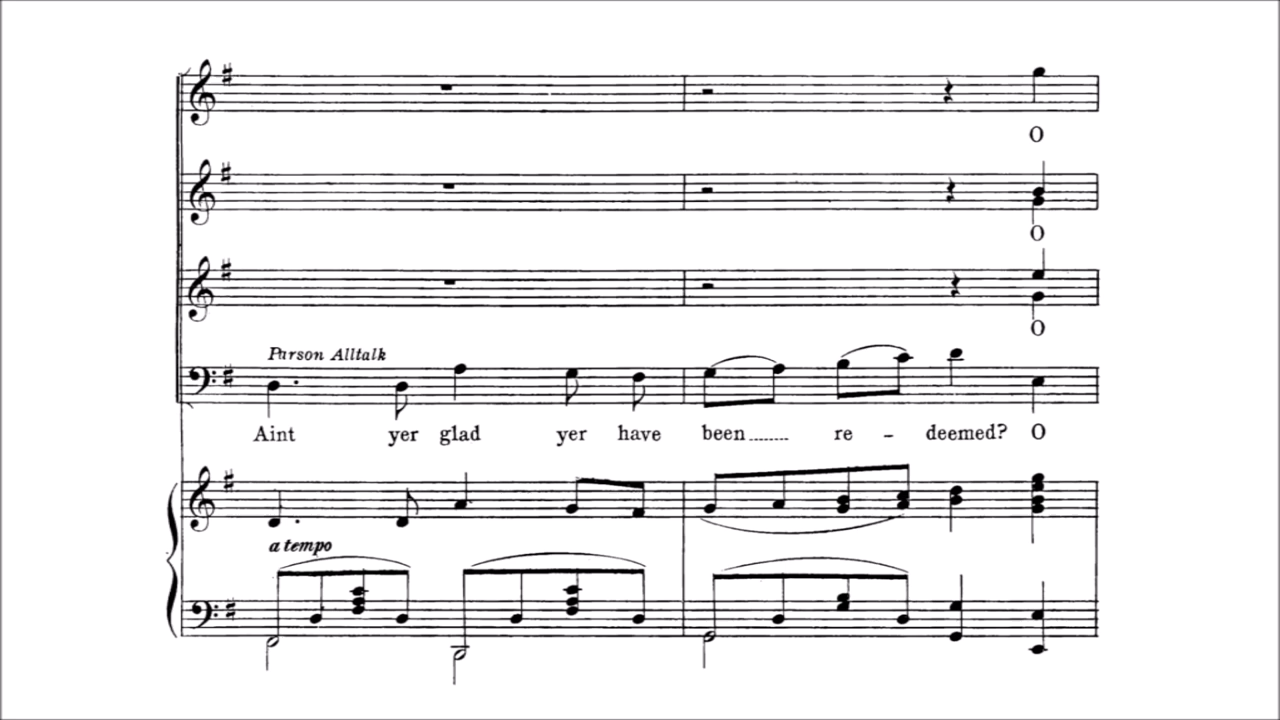 O
O
O
Parson Alltalk
Aint yer glad yer have been........ re - deemed? O
a tempo